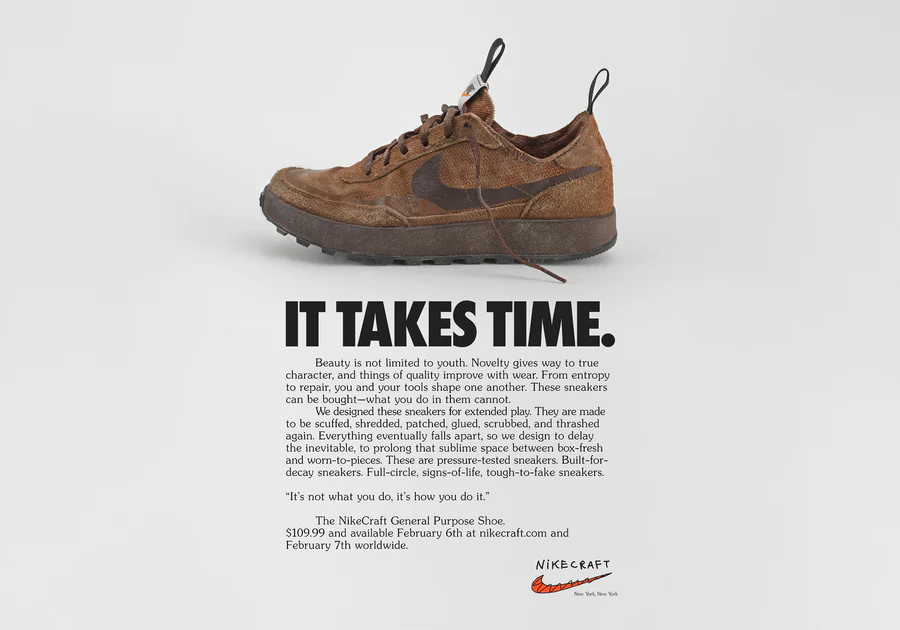 IT TAKES TIME.
Beauty is not limited to youth. Novelty gives way to true
character, and things of quality improve with wear. From entropy
to repair, you and your tools shape one another. These sneakers
can be bought—what you do in them cannot.
We designed these sneakers for extended play. They are made
to be scuffed, shredded, patched, glued, scrubbed, and thrashed
again. Everything eventually falls apart, so we design to delay
the inevitable, to prolong that sublime space between box-fresh
and worn-to-pieces. These are pressure-tested sneakers. Built-for-
decay sneakers. Full-circle, signs-of-life, tough-to-fake sneakers.
“It’s not what you do, it’s how you do it.”
The NikeCraft General Purpose Shoe.
$109.99 and available February 6th at nikecraft.com and
February 7th worldwide.
NiKECRAFT
New York, New York